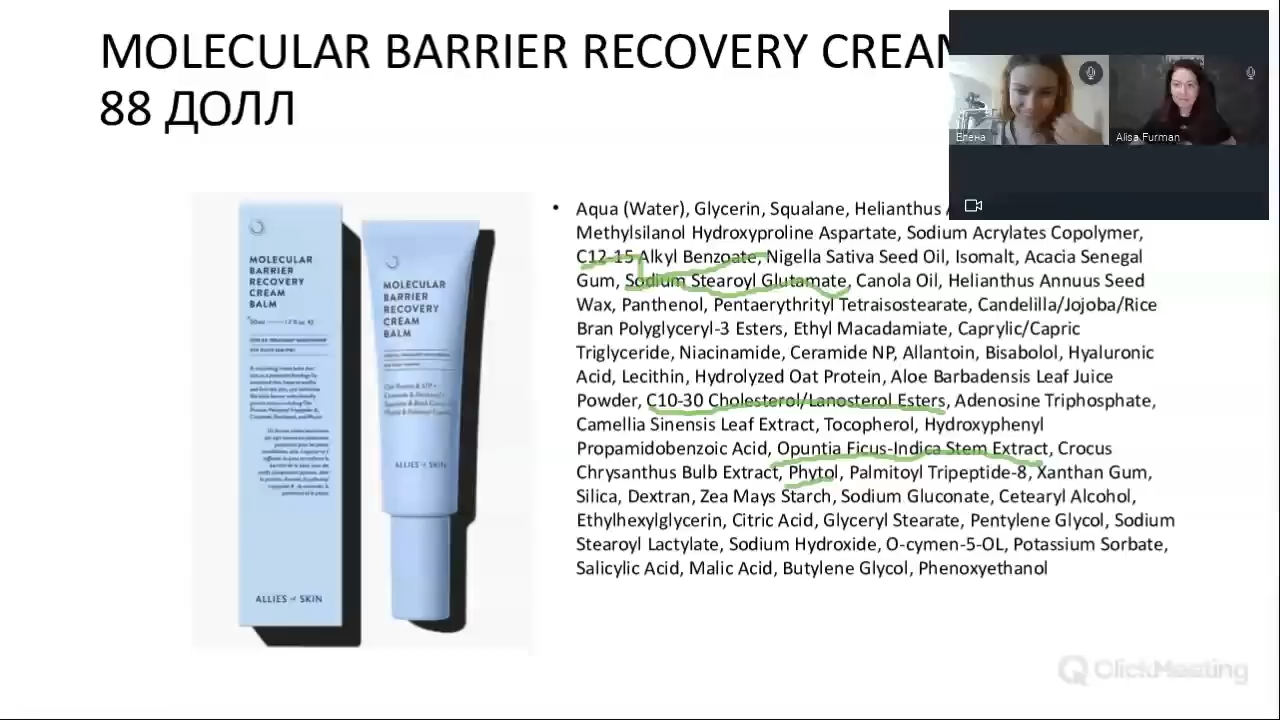 MOLECULAR BARRIER RECOVERY CREAM
88 ДОЛЛ
Елена
Alisa Furman
MOLECULAR
BARRIER
RECOVERY
CREAM
BALM
ALLIES of SKIN
MOLECULAR
BARRIER
RECOVERY
CREAM
BALM
ALLIES of SKIN
• Aqua (Water), Glycerin, Squalane, Helianthus
Methylsilanol Hydroxyproline Aspartate, Sodium Acrylates Copolymer,
C12-15 Alkyl Benzoate, Nigella Sativa Seed Oil, Isomalt, Acacia Senegal
Gum, Sodium Stearoyl Glutamate, Canola Oil, Helianthus Annuus Seed
Wax, Panthenol, Pentaerythrityl Tetraisostearate, Candelilla/Jojoba/Rice
Bran Polyglyceryl-3 Esters, Ethyl Macadamiate, Caprylic/Capric
Triglyceride, Niacinamide, Ceramide NP, Allantoin, Bisabolol, Hyaluronic
Acid, Lecithin, Hydrolyzed Oat Protein, Aloe Barbadensis Leaf Juice
Powder, C10-30 Cholesterol/Lanosterol Esters, Adenosine Triphosphate,
Camellia Sinensis Leaf Extract, Tocopherol, Hydroxyphenyl
Propamidobenzoic Acid, Opuntia Ficus-Indica Stem Extract, Crocus
Chrysanthus Bulb Extract, Phytol, Palmitoyl Tripeptide-8, Xanthan Gum,
Silica, Dextran, Zea Mays Starch, Sodium Gluconate, Cetearyl Alcohol,
Ethylhexylglycerin, Citric Acid, Glyceryl Stearate, Pentylene Glycol, Sodium
Stearoyl Lactylate, Sodium Hydroxide, O-cymen-5-OL, Potassium Sorbate,
Salicylic Acid, Malic Acid, Butylene Glycol, Phenoxyethanol
ClickMeeting